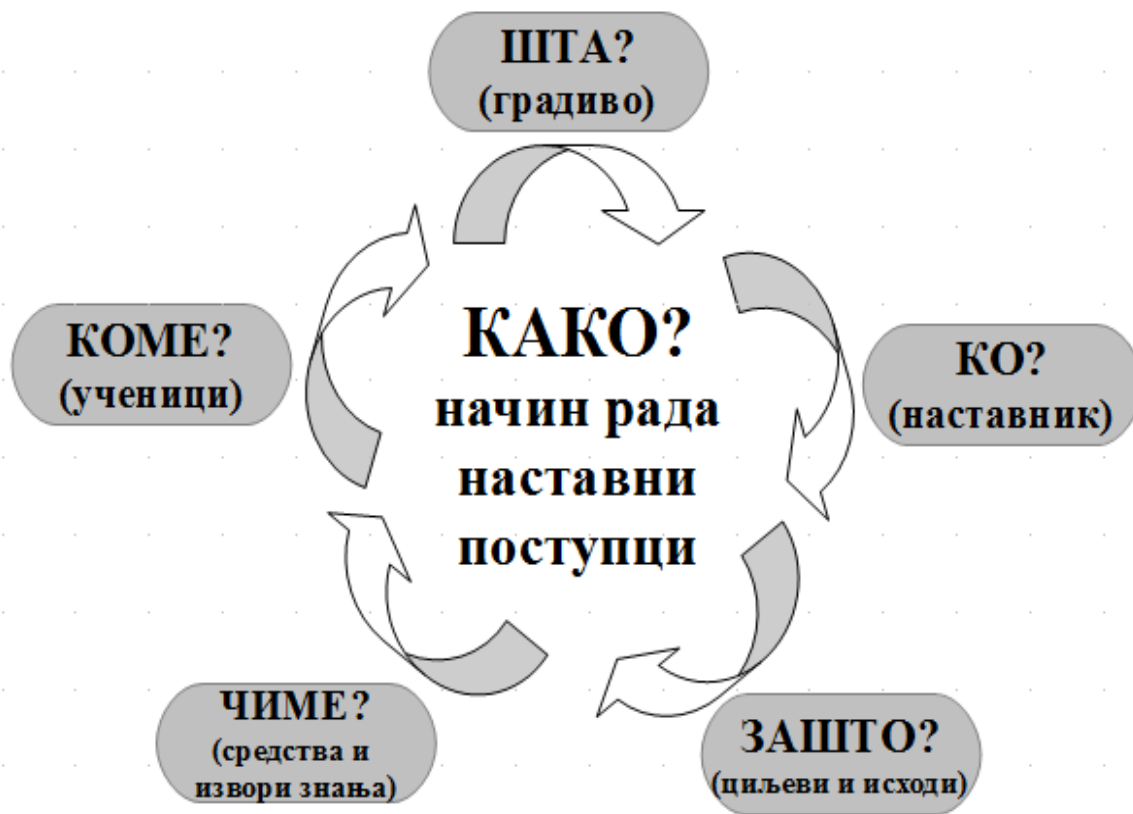 ШТА?
(градиво)
КОМЕ?
(ученици)
КАКО?
начин рада
наставни
поступци
КО?
(наставник)
ЧИМЕ?
(средства и
извори знања)
ЗАШТО?
(циљеви и исходи)